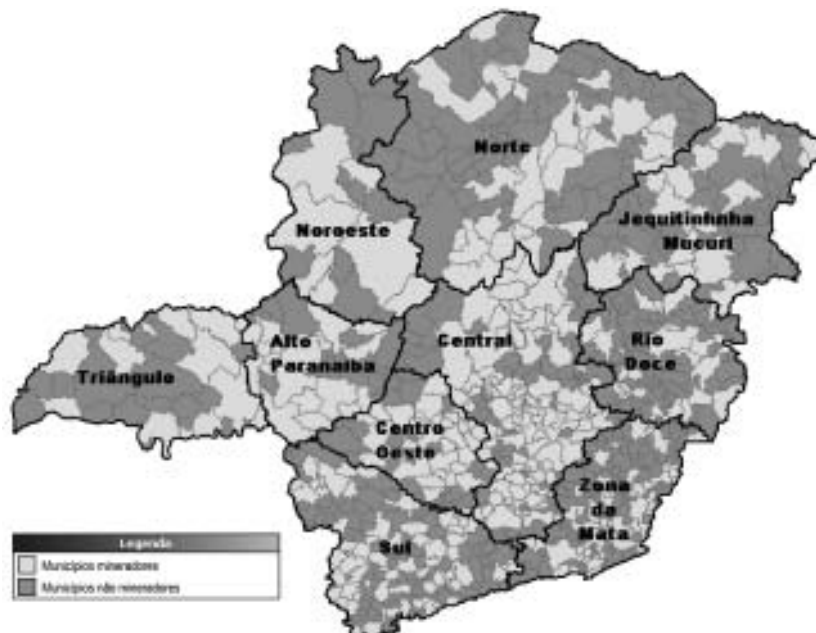 Norte
Jequitinhnha
Mucuri
Noroeste
Alto
Paranaíba
Central
Rio
Doce
Triângulo
Centro
Oeste
Zona
da
Mata
Sul
Legenda
Municípios mineradores
Municípios não mineradores